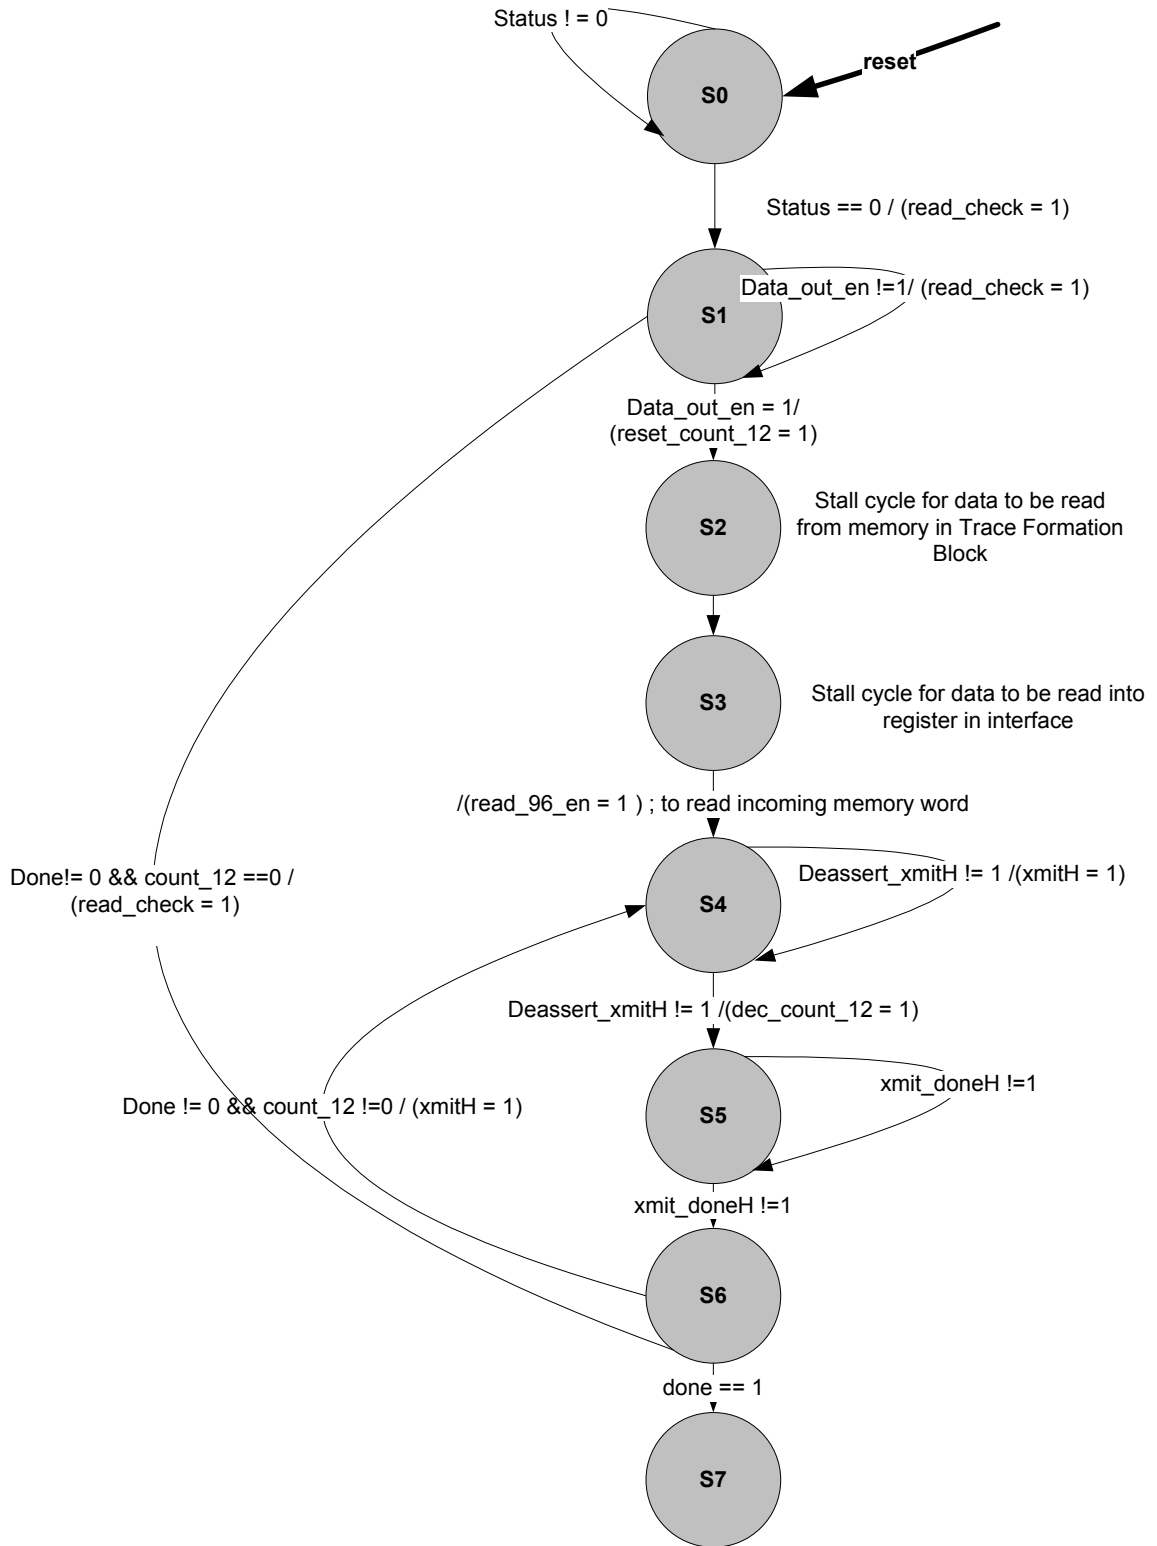 Status ! = 0
reset
S0
Status == 0 / (read_check = 1)
Data_out_en !=1/ (read_check = 1)
S1
Data_out_en = 1/
(reset_count_12 = 1)
S2
Stall cycle for data to be read
from memory in Trace Formation
Block
S3
Stall cycle for data to be read into
register in interface
/(read_96_en = 1 ) ; to read incoming memory word
Done!= 0 && count_12 ==0 /
(read_check = 1)
Deassert_xmitH != 1 /(xmitH = 1)
S4
Deassert_xmitH != 1 /(dec_count_12 = 1)
xmit_doneH !=1
Done != 0 && count_12 !=0 / (xmitH = 1)
S5
xmit_doneH !=1
S6
done == 1
S7